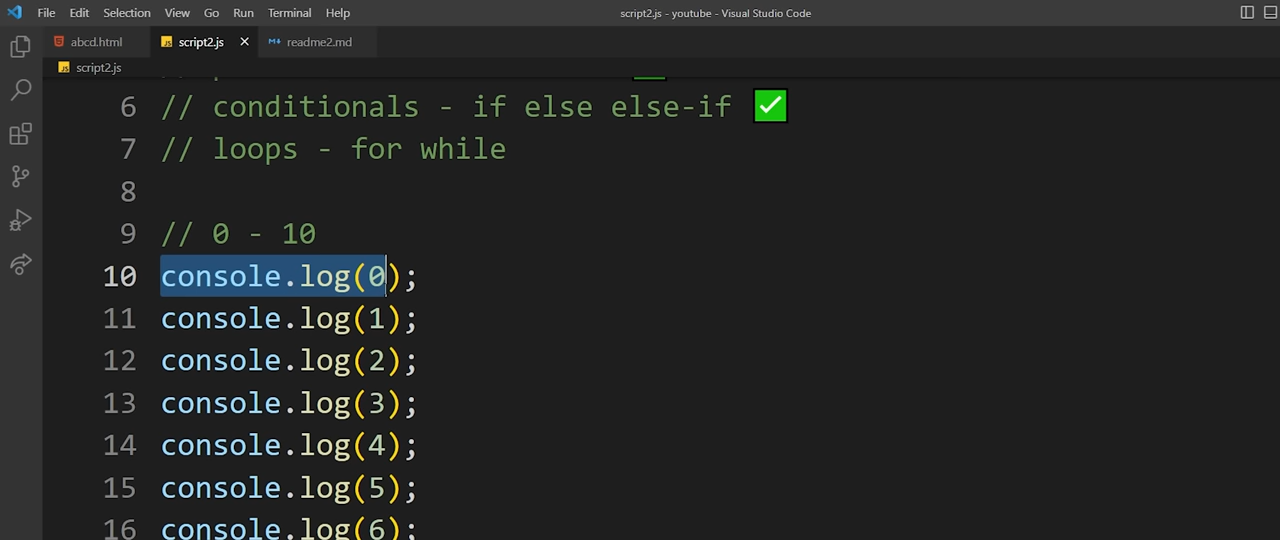 File Edit Selection View Go Run Terminal Help
script2.js - youtube - Visual Studio Code
abcd.html script2.js readme2.md
script2.js
6 // conditionals - if else else-if ✅
7 // loops - for while
8
9 // 0 - 10
10 console.log(0);
11 console.log(1);
12 console.log(2);
13 console.log(3);
14 console.log(4);
15 console.log(5);
16 console.log(6);